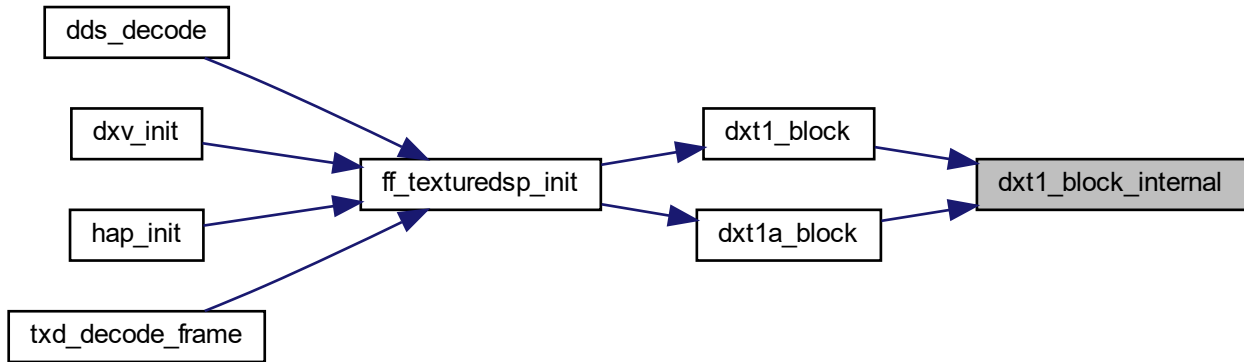 dds_decode
dxv_init
hap_init
txd_decode_frame
ff_texturedsp_init
dxt1_block
dxt1a_block
dxt1_block_internal